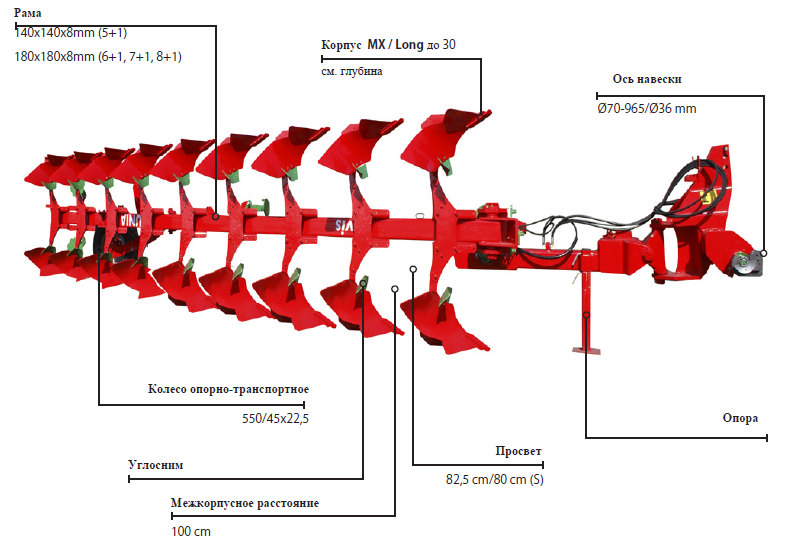 Рама
140x140x8mm (5+1)
180x180x8mm (6+1, 7+1, 8+1)
Корпус MX / Long до 30
см. глубина
Ось навески
Ø70-965/Ø36 mm
UNIA
vis
Колесо опорно-транспортное
550/45x22,5
Опора
Просвет
82,5 cm/80 cm (S)
Углосним
Межкорпусное расстояние
100 cm